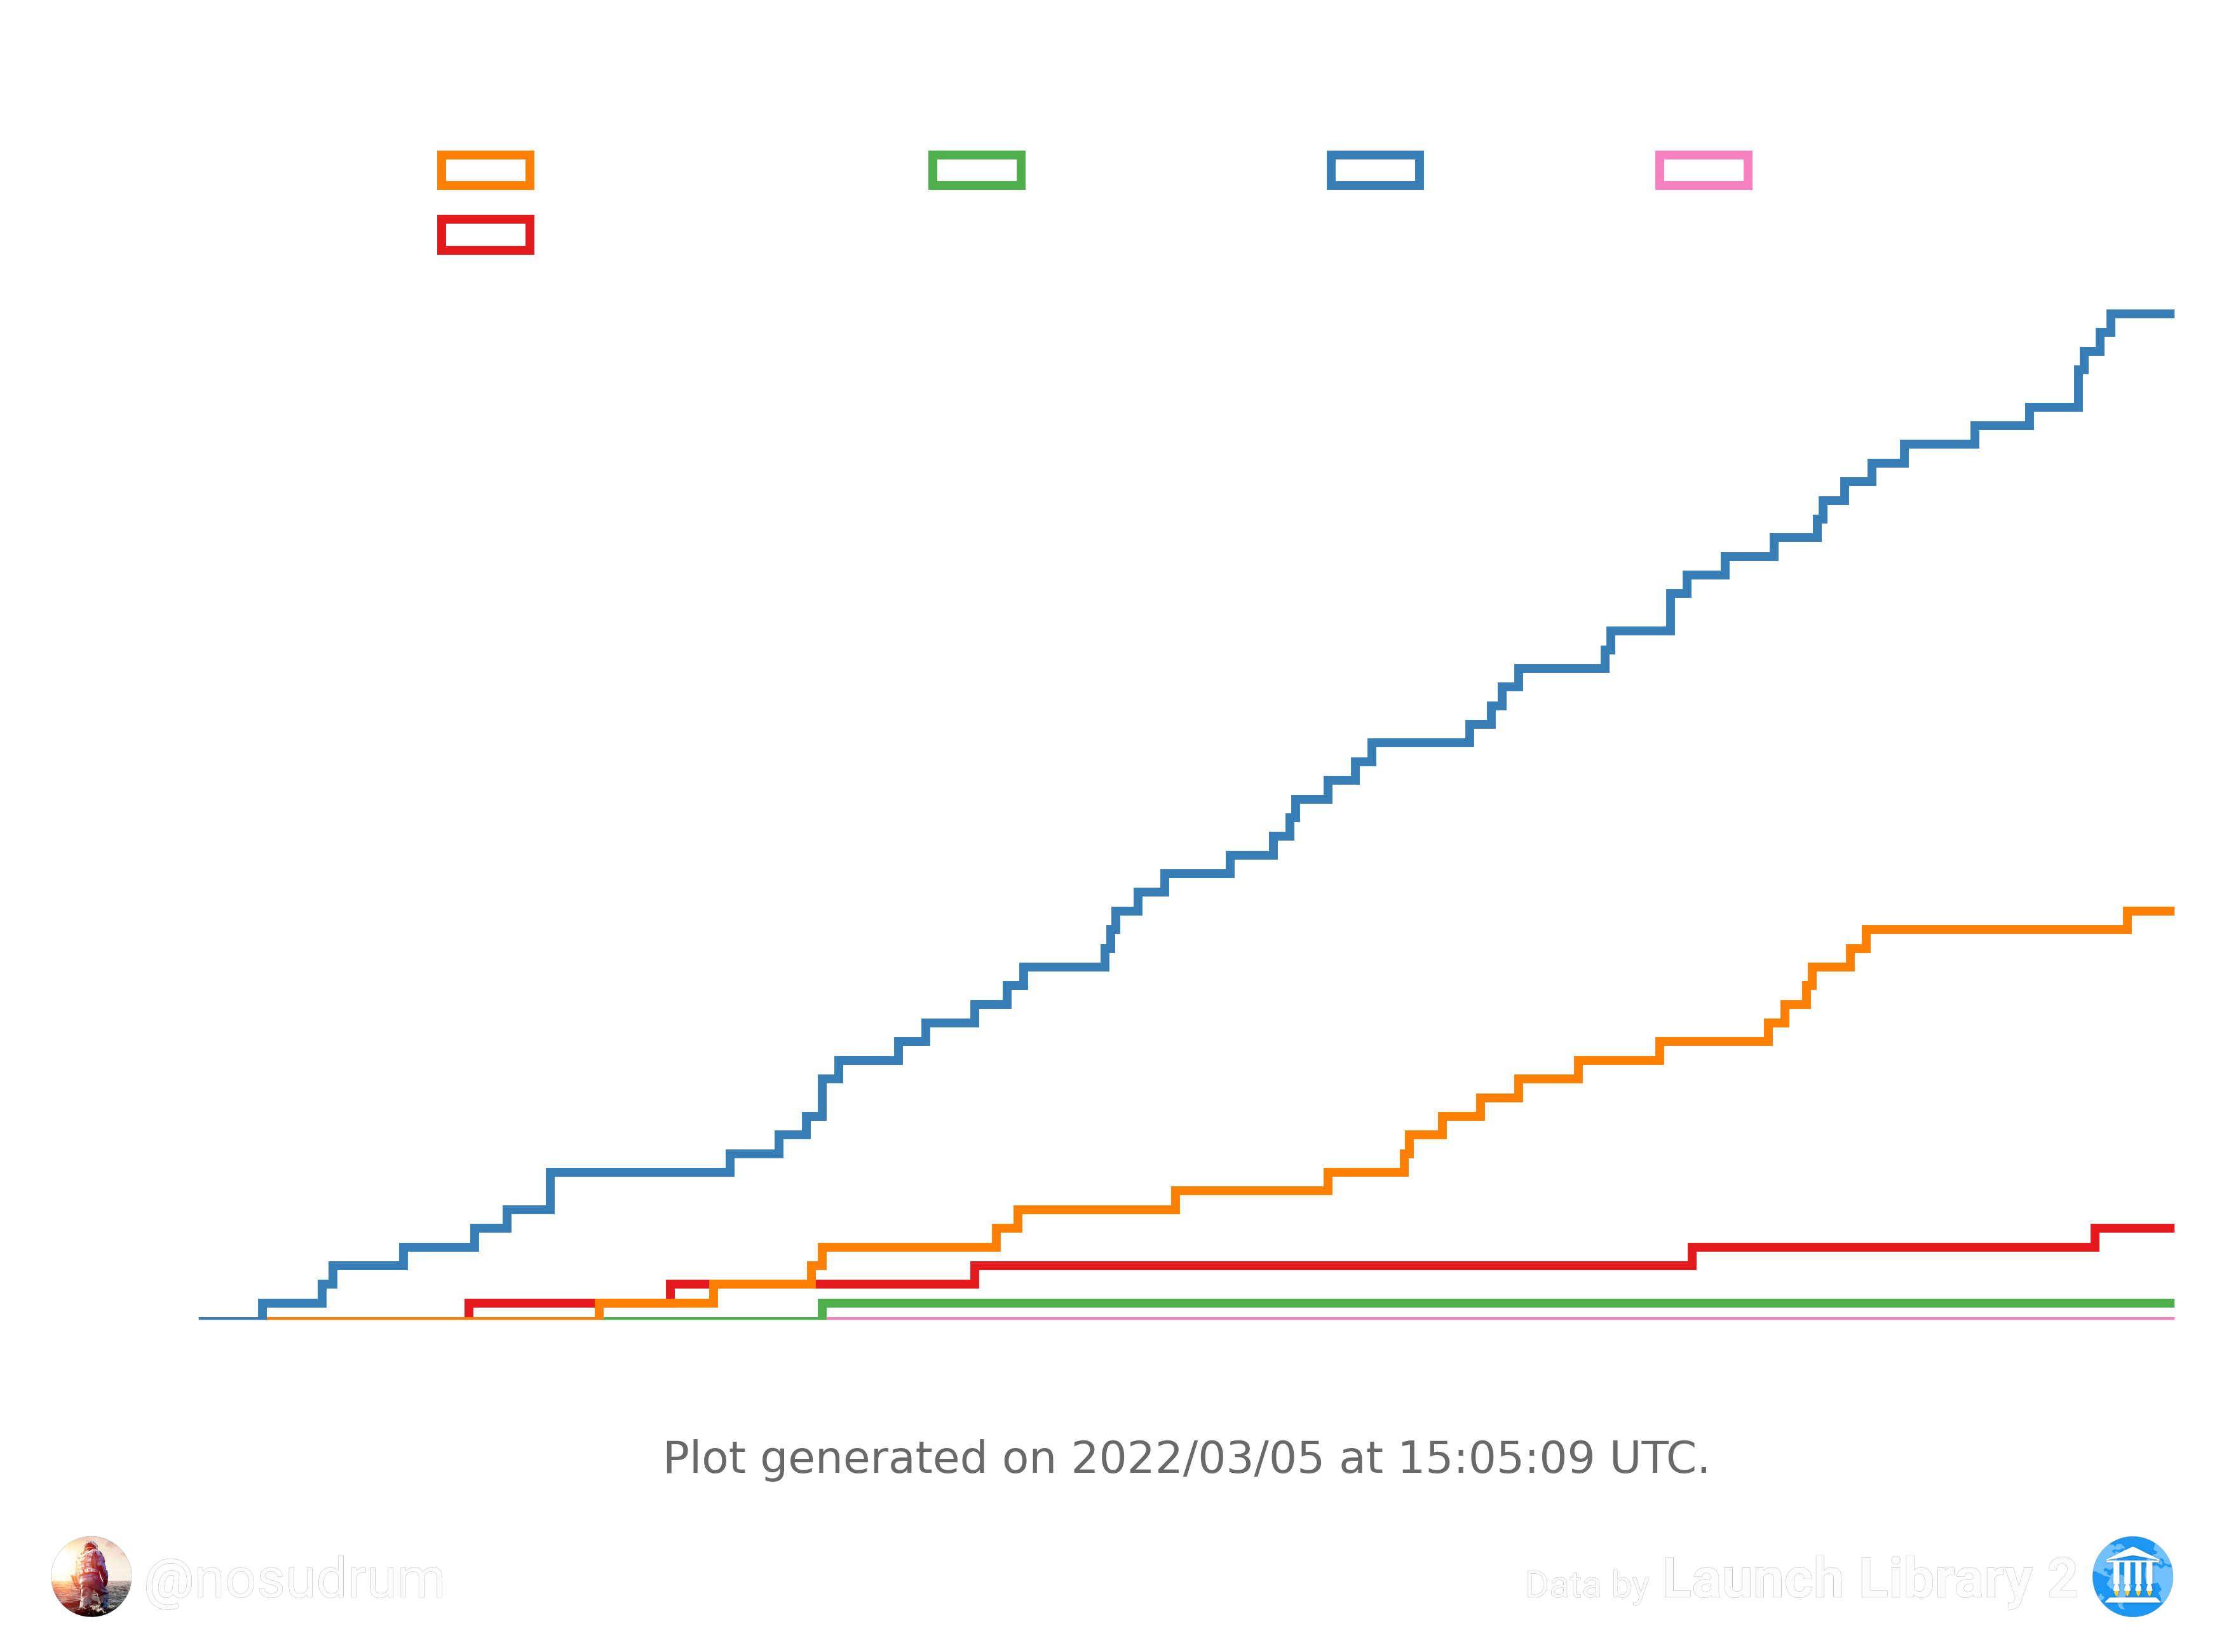 Plot generated on 2022/03/05 at 15:05:09 UTC.
@nosudrum
Data by Launch Library 2